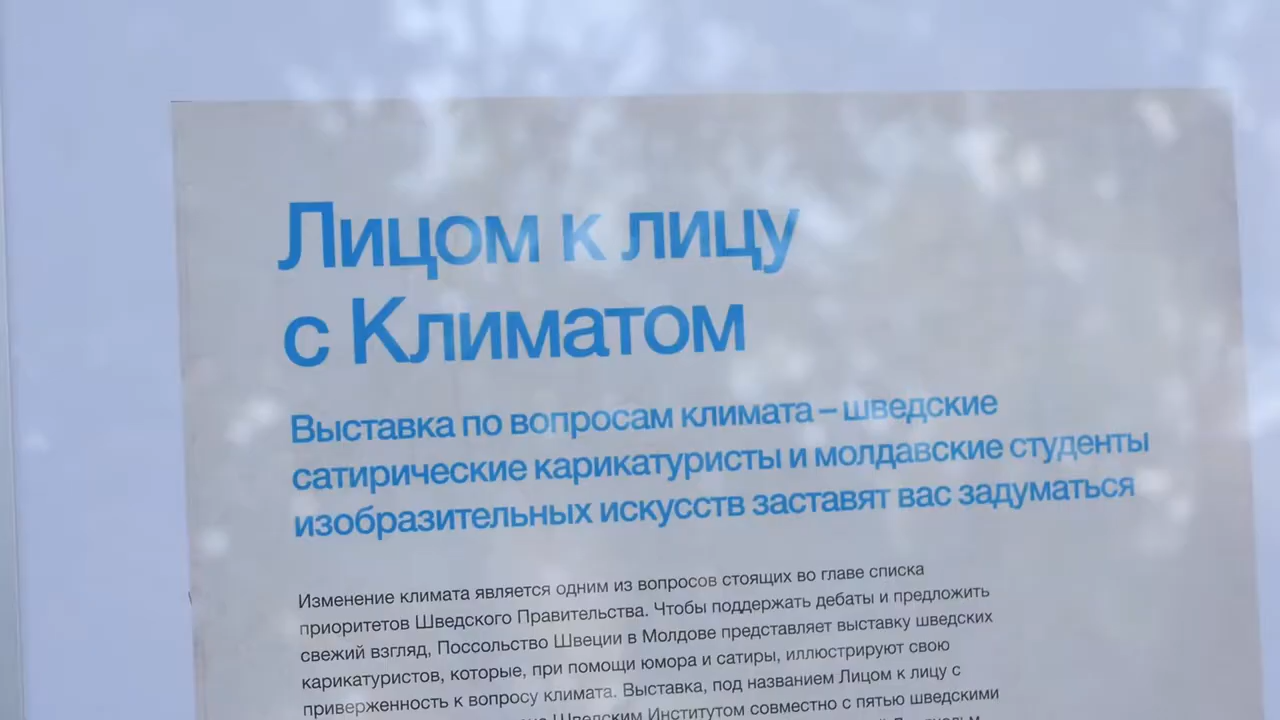 Лицом к лицу
с Климатом
Выставка по вопросам климата – шведские
сатирические карикатуристы и молдавские студенты
изобразительных искусств заставят вас задуматься
Изменение климата является одним из вопросов стоящих во главе списка
приоритетов Шведского Правительства. Чтобы поддержать дебаты и предложить
свежий взгляд, Поссольство Швеции в Молдове представляет выставку шведских
карикатуристов, которые, при помощи юмора и сатиры, иллюстрируют свою
приверженность к вопросу климата. Выставка, под названием Лицом к лицу с
Шведским Институтом совместно с пятью шведскими